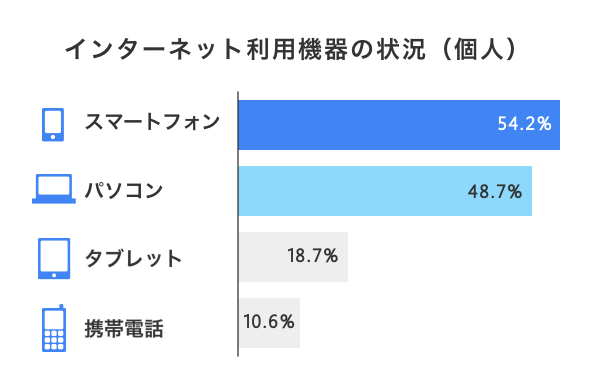 インターネット利用機器の状況（個人）
スマートフォン 54.2%
パソコン 48.7%
タブレット 18.7%
携帯電話 10.6%